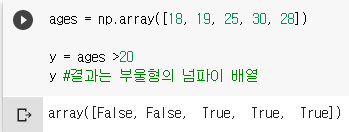 ages = np.array([18, 19, 25, 30, 28])
y = ages >20
y #결과는 부울형의 넘파이 배열
array([False, False,  True,  True,  True])